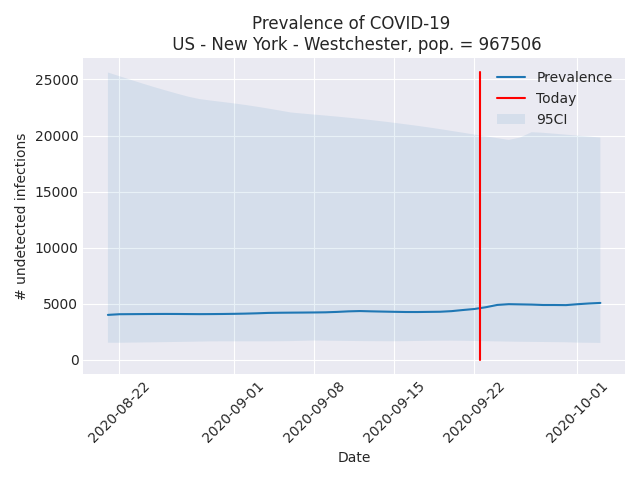 Prevalence of COVID-19
US - New York - Westchester, pop. = 967506
Prevalence
Today
95CI
25000
20000
15000
10000
5000
0
# undetected infections
2020-08-22
2020-09-01
2020-09-08
2020-09-15
2020-09-22
2020-10-01
Date